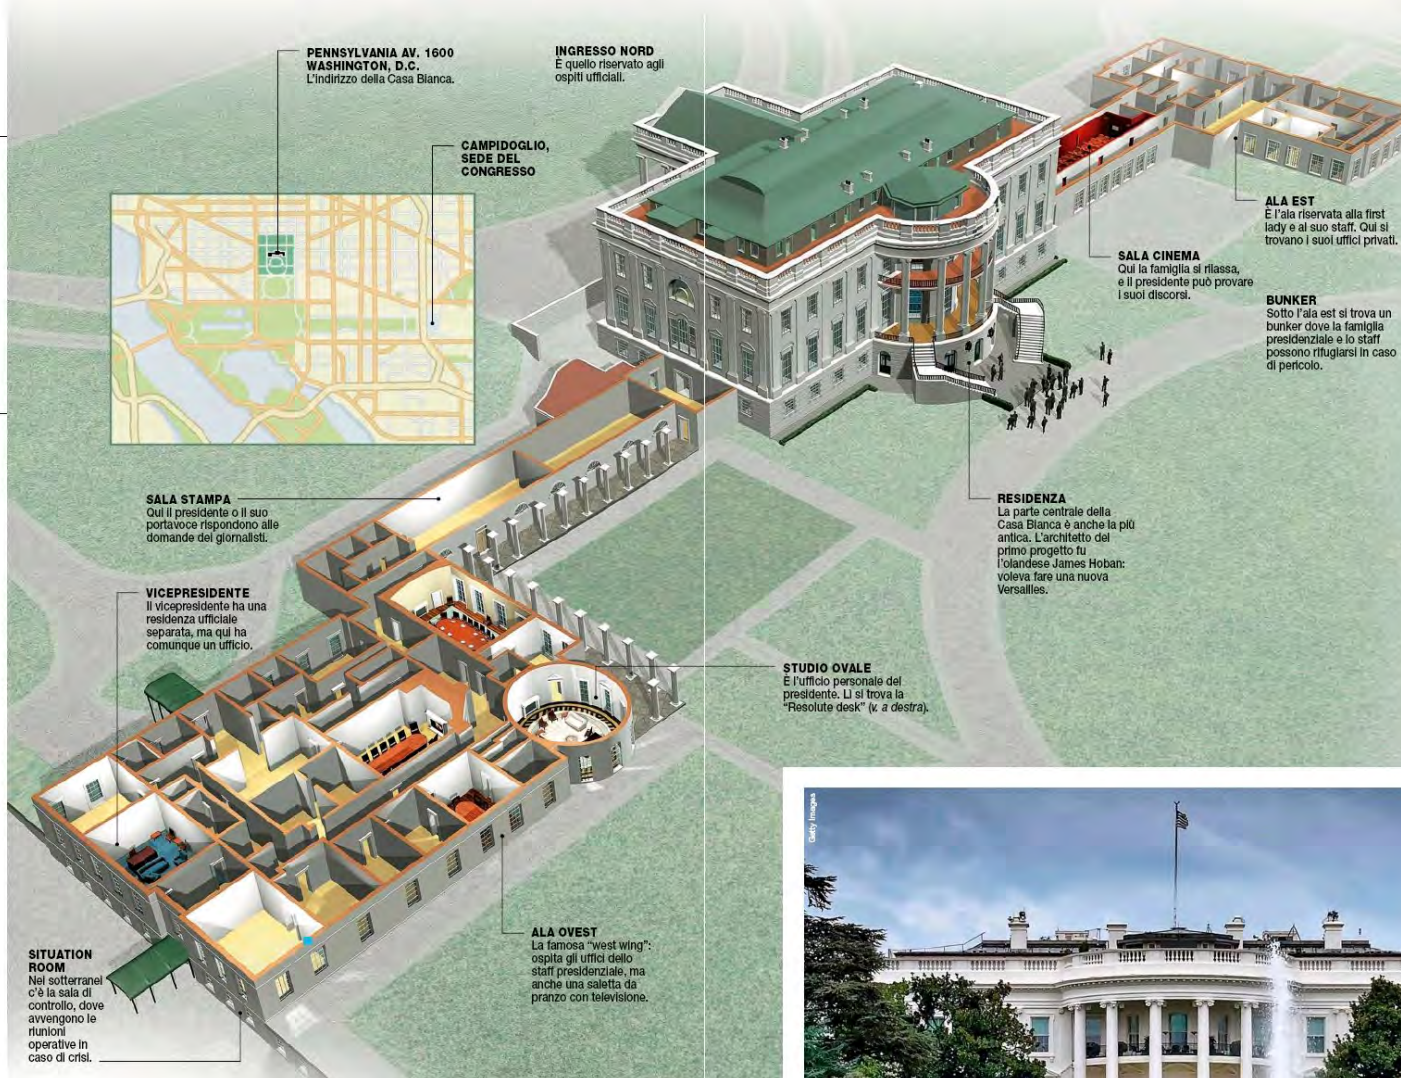 PENNSYLVANIA AV. 1600
WASHINGTON, D.C.
L'indirizzo della Casa Bianca.
INGRESSO NORD
È quello riservato agli
ospiti ufficiali.
CAMPIDOGLIO,
SEDE DEL
CONGRESSO
ALA EST
È l'ala riservata alla first
lady e al suo staff. Qui si
trovano i suoi uffici privati.
SALA CINEMA
Qui la famiglia si rilassa,
e il presidente può provare
i suoi discorsi.
BUNKER
Sotto l'ala est si trova un
bunker dove la famiglia
presidenziale e lo staff
possono rifugiarsi in caso
di pericolo.
SALA STAMPA
Qui il presidente o il suo
portavoce rispondono alle
domande dei giornalisti.
RESIDENZA
La parte centrale della
Casa Bianca è anche la più
antica. L'architetto del
primo progetto fu
l'olandese James Hoban:
voleva fare una nuova
Versailles.
VICEPRESIDENTE
Il vicepresidente ha una
residenza ufficiale
separata, ma qui ha
comunque un ufficio.
STUDIO OVALE
È l'ufficio personale del
presidente. Lì si trova la
“Resolute desk” (v. a destra).
ALA OVEST
La famosa “west wing”:
ospita gli uffici dello
staff presidenziale, ma
anche una saletta da
pranzo con televisione.
SITUATION
ROOM
Nei sotterranei
c'è la sala di
controllo, dove
avvengono le
riunioni
operative in
caso di crisi.
Getty Images